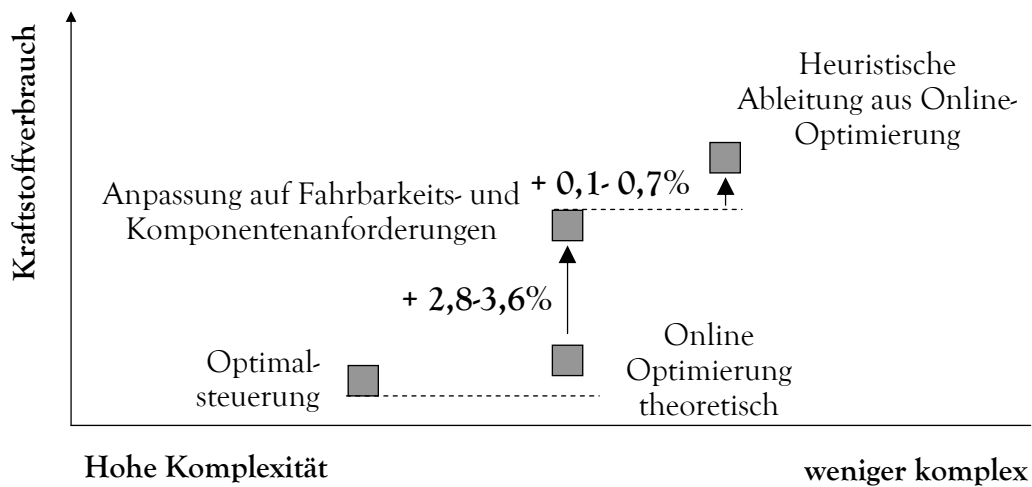 Kraftstoffverbrauch
Heuristische
Ableitung aus Online-
Optimierung
+ 0,1- 0,7%
Anpassung auf Fahrbarkeits- und
Komponentenanforderungen
+ 2,8-3,6%
Optimal-
steuerung
Online
Optimierung
theoretisch
Hohe Komplexität
weniger komplex